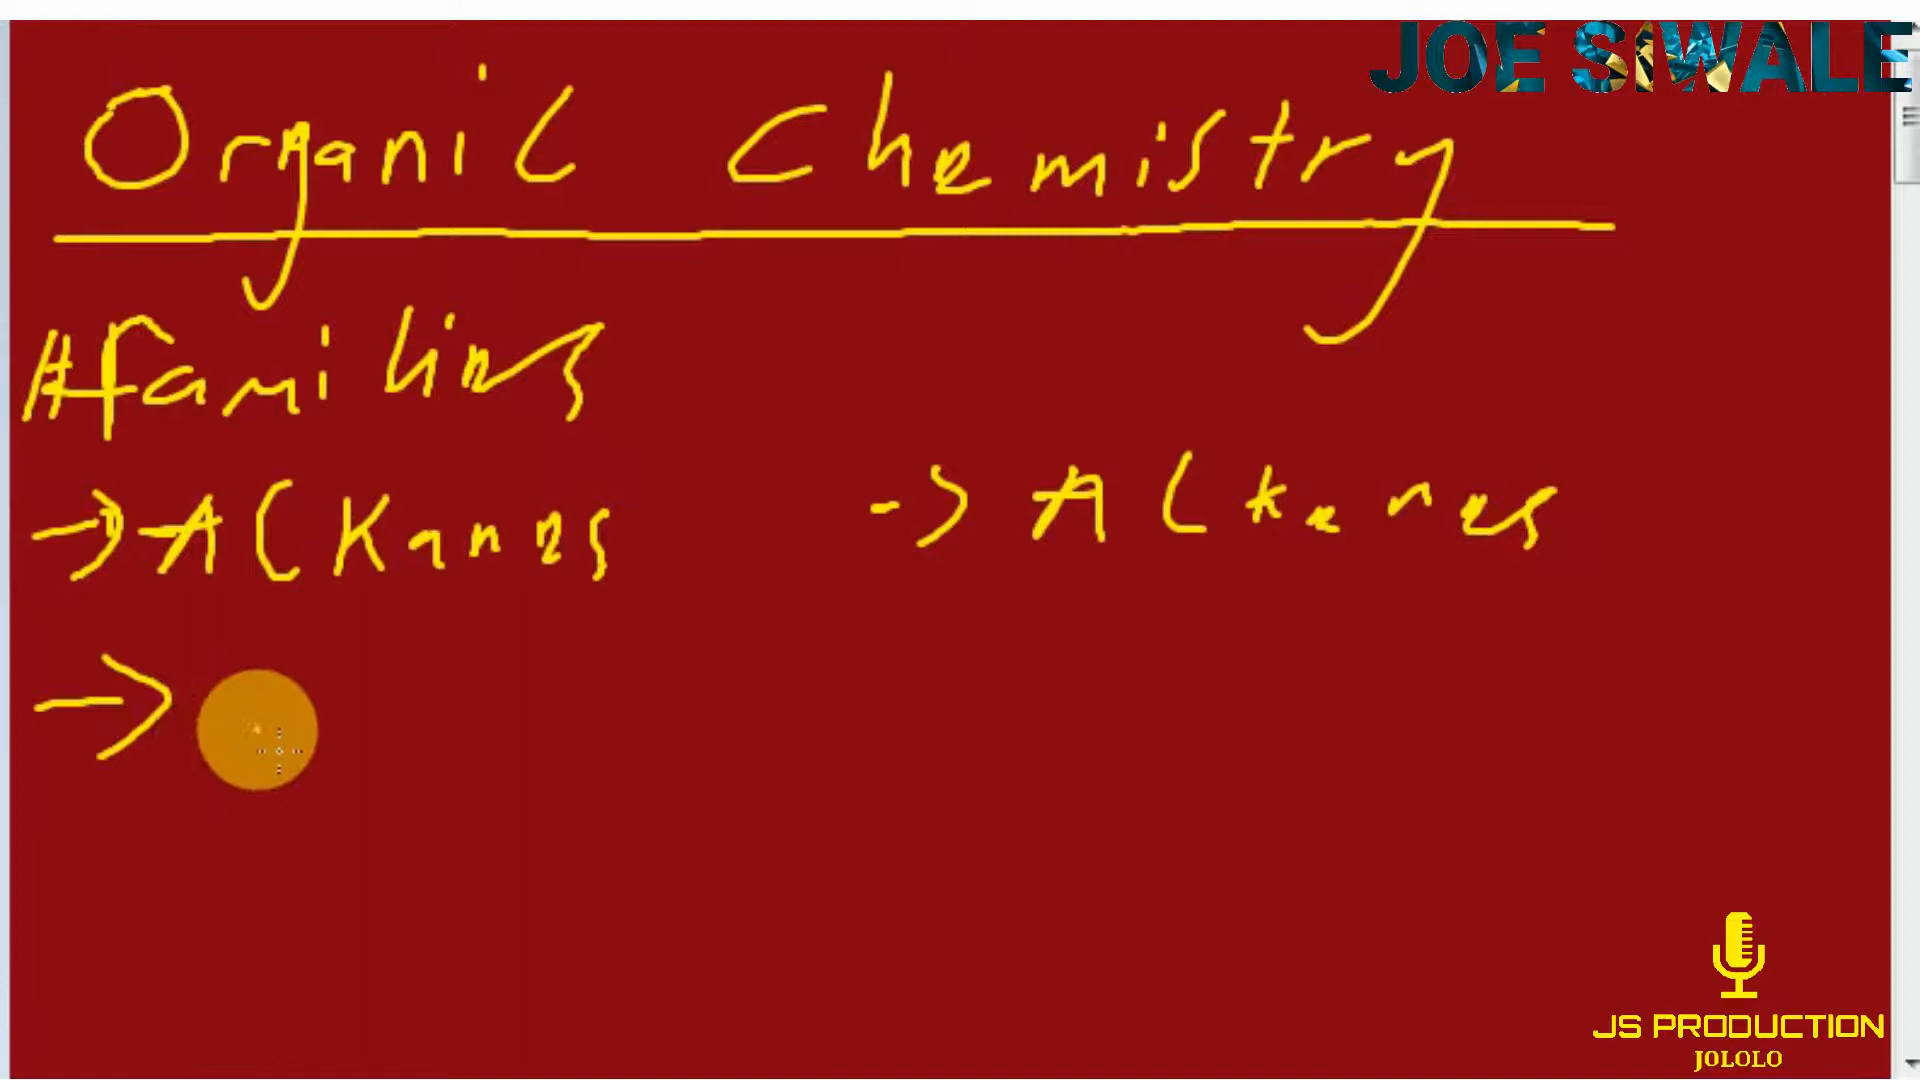 JOE SIWALE
Organic Chemistry
#families
→ Alkanes → Alkenes
→
JS PRODUCTION
JOLOLO